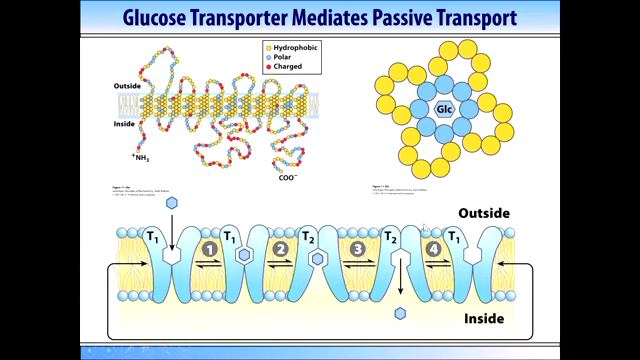 Glucose Transporter Mediates Passive Transport
Hydrophobic
Polar
Charged
Outside
Inside
⁺NH₃
COO⁻
Glc
Outside
T₁
1
T₁
2
T₂
3
T₂
4
T₁
Inside